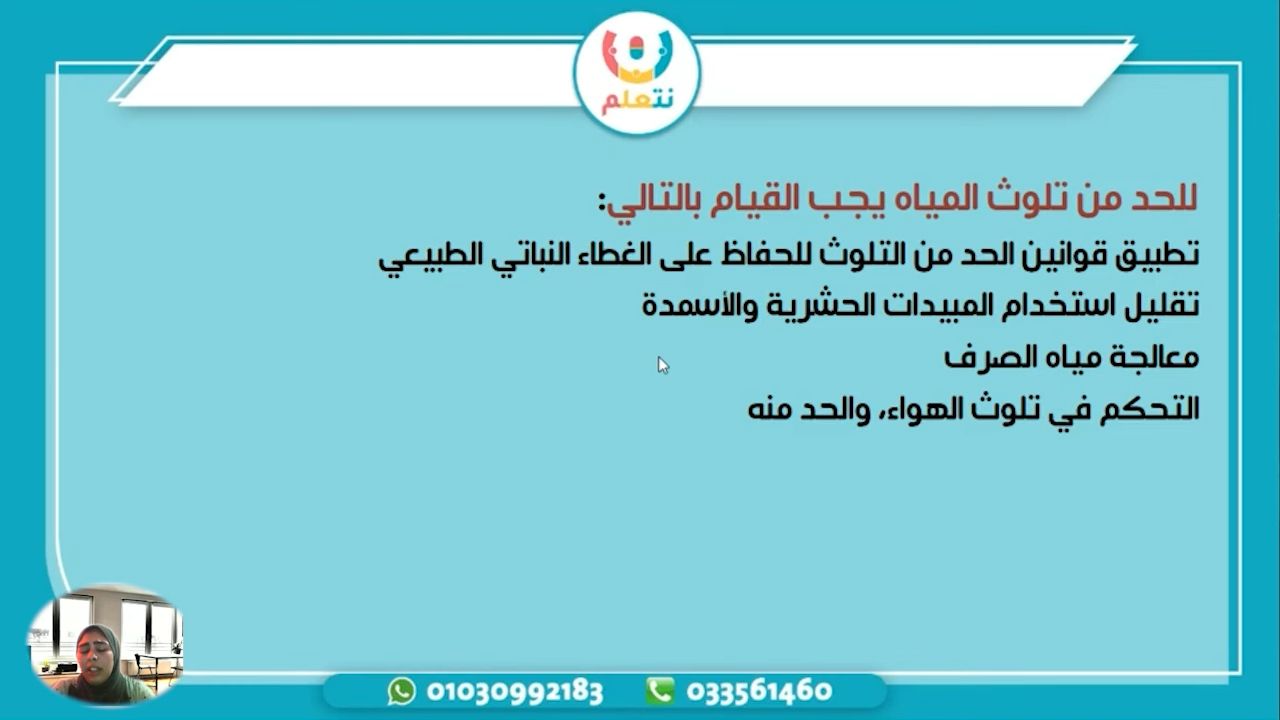 نتعلم
للحد من تلوث المياه يجب القيام بالتالي:
تطبيق قوانين الحد من التلوث للحفاظ على الغطاء النباتي الطبيعي
تقليل استخدام المبيدات الحشرية والأسمدة
معالجة مياه الصرف
التحكم في تلوث الهواء، والحد منه
01030992183 033561460